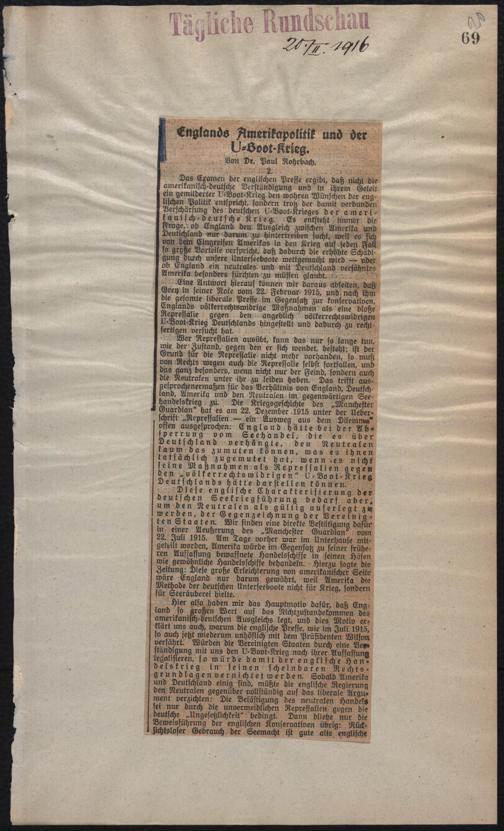 Tägliche Rundschau
20/II. 1916
20
69
Englands Amerikapolitik und der
U-Boot-Krieg.
Von Dr. Paul Rohrbach.
2.
Das Examen der englischen Presse ergibt, daß nicht die
amerikanisch-deutsche Verständigung und in ihrem Geleit
ein gemilderter U-Boot-Krieg den wahren Wünschen der eng-
lischen Politik entspricht, sondern trotz der damit verbunden
Verschärfung des deutschen U-Boot-Krieges der ameri-
kanisch-deutsche Krieg. Es entsteht immer die
Frage, ob England den Ausgleich zwischen Amerika und
Deutschland nur darum zu hintertreiben sucht, weil es sich
von dem Eingreifen Amerikas in den Krieg auf jeden Fall
so große Vorteile verspricht, daß dadurch die erhöhte Schädi-
gung durch unsere Unterseeboote wettgemacht wird — oder
ob England ein neutrales und mit Deutschland versöhntes
Amerika besonders fürchten zu müssen glaubt.
Eine Antwort hierauf können wir daraus ableiten, daß
Grey in seiner Note vom 22. Februar 1915, und nach ihm
die gesamte liberale Presse im Gegensatz zur konservativen,
Englands völkerrechtswidrige Maßnahmen als eine bloße
Repressalie gegen den angeblich völkerrechtswidrigen
U-Boot-Krieg Deutschlands hingestellt und dadurch zu recht-
fertigen versucht hat.
Wer Repressalien ausübt, kann das nur so lange tun,
wie der Zustand, gegen den er sich wendet, besteht; ist der
Grund für die Repressalie nicht mehr vorhanden, so muß
von Rechts wegen auch die Repressalie selbst fortfallen, und
das ganz besonders, wenn nicht nur der Feind, sondern auch
die Neutralen unter ihr zu leiden haben. Das trifft aus-
gesprochenermaßen für das Verhältnis von England, Deutsch-
land, Amerika und den Neutralen im gegenwärtigen See-
handelskrieg zu. Die Kriegsgeschichte des „Manchester
Guardian" hat es am 22. Dezember 1915 unter der Ueber-
schrift „Repressalien — ein Ausweg aus dem Dilemma"
offen ausgesprochen: England hätte bei der Ab-
sperrung vom Seehandel, die es über
Deutschland verhängte, den Neutralen
kaum das zumuten können, was es ihnen
tatsächlich zugemutet hat, wenn es nicht
seine Maßnahmen als Repressalien gegen
den „völkerrechtswidrigen" U-Boot-Krieg
Deutschlands hätte darstellen können.
Diese englische Charakterisierung der
deutschen Seekriegführung bedarf aber,
um den Neutralen als gültig auferlegt zu
werden, der Gegenzeichnung der Vereinig-
ten Staaten. Wir finden eine direkte Bestätigung dafür
in einer Aeußerung des „Manchester Guardian" vom
22. Juli 1915. Am Tage vorher war im Unterhause mit-
geteilt worden, Amerika würde im Gegensatz zu seiner frühe-
ren Auffassung bewaffnete Handelsschiffe in seinen Häfen
wie gewöhnliche Handelsschiffe behandeln. Hierzu sagte die
Zeitung: Diese große Erleichterung von amerikanischer Seite
wäre England nur darum gewährt, weil Amerika die
Methode der deutschen Unterseeboote nicht für Krieg, sondern
für Seeräuberei hielte.
Hier also haben wir das Hauptmotiv dafür, daß Eng-
land so großen Wert auf das Nichtzustandekommen des
amerikanisch-deutschen Ausgleichs legt, und dies Motiv er-
klärt uns auch, warum die englische Presse, wie im Juli 1915,
so auch jetzt wiederum unhöflich mit dem Präsidenten Wilson
verfährt. Würden die Vereinigten Staaten durch eine Ver-
ständigung mit uns den U-Boot-Krieg nach ihrer Auffassung
legalisieren, so würde damit der englische Han-
delskrieg in seinen scheinbaren Rechts-
grundlagen vernichtet werden. Sobald Amerika
und Deutschland einig sind, müßte die englische Regierung
den Neutralen gegenüber vollständig auf das liberale Argu-
ment verzichten: Die Belästigung des neutralen Handels
sei nur durch die unvermeidlichen Repressalien gegen die
deutsche „Ungesetzlichkeit" bedingt. Dann bliebe nur die
Beweisführung der englischen Konservativen übrig: Rück-
sichtsloser Gebrauch der Seemacht ist gute alte englische